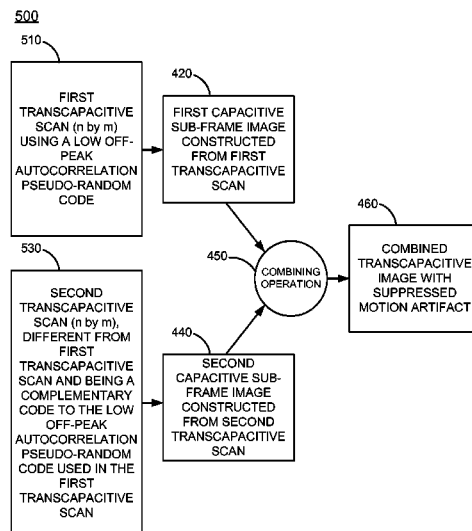 500
510
FIRST
TRANSCAPACITIVE
SCAN (n by m)
USING A LOW OFF-
PEAK
AUTOCORRELATION
PSEUDO-RANDOM
CODE
420
FIRST CAPACITIVE
SUB-FRAME IMAGE
CONSTRUCTED
FROM FIRST
TRANSCAPACITIVE
SCAN
450
COMBINING
OPERATION
460
COMBINED
TRANSCAPACITIVE
IMAGE WITH
SUPPRESSED
MOTION ARTIFACT
530
SECOND
TRANSCAPACITIVE
SCAN (n by m),
DIFFERENT FROM
FIRST
TRANSCAPACITIVE
SCAN AND BEING A
COMPLEMENTARY
CODE TO THE LOW
OFF-PEAK
AUTOCORRELATION
PSEUDO-RANDOM
CODE USED IN THE
FIRST
TRANSCAPACITIVE
SCAN
440
SECOND
CAPACITIVE SUB-
FRAME IMAGE
CONSTRUCTED
FROM SECOND
TRANSCAPACITIVE
SCAN